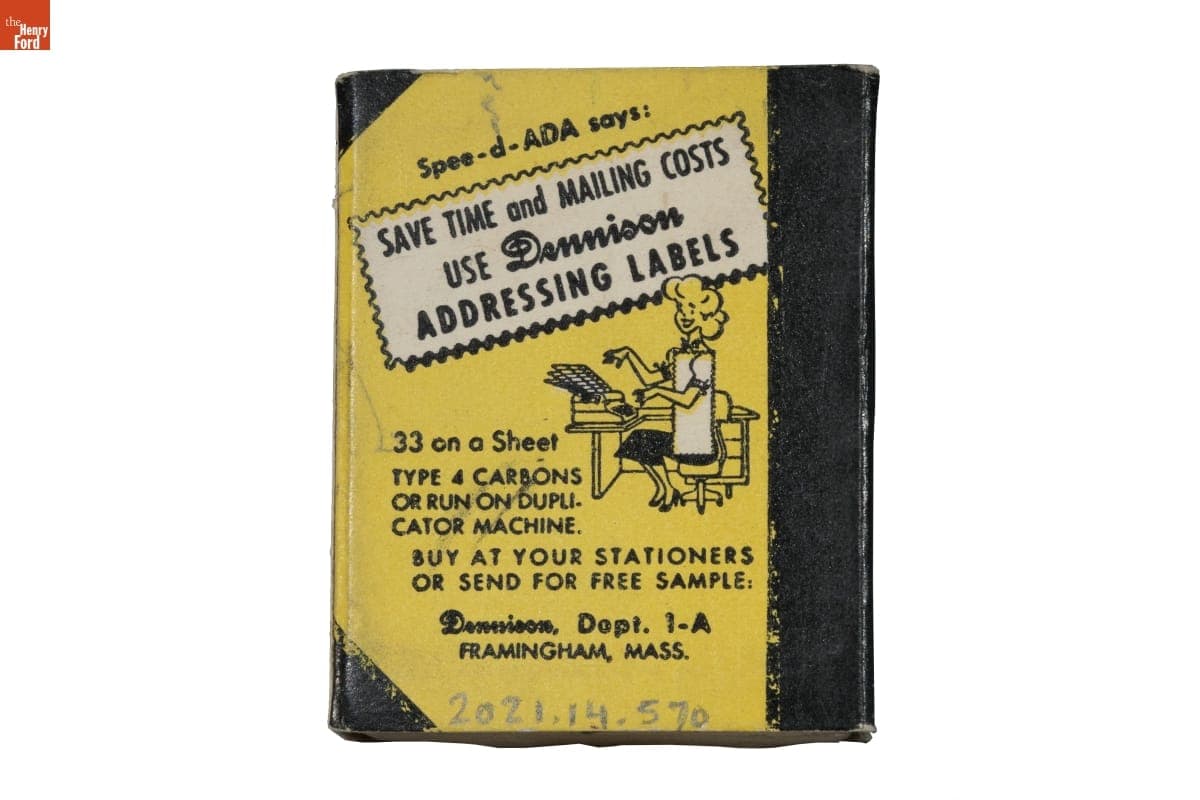 the
Henry
Ford
Spee-d-ADA says:
SAVE TIME and MAILING COSTS
USE Dennison
ADDRESSING LABELS
33 on a Sheet
TYPE 4 CARBONS
OR RUN ON DUPLI-
CATOR MACHINE.
BUY AT YOUR STATIONERS
OR SEND FOR FREE SAMPLE:
Dennison, Dept. 1-A
FRAMINGHAM, MASS.
2021.14.570